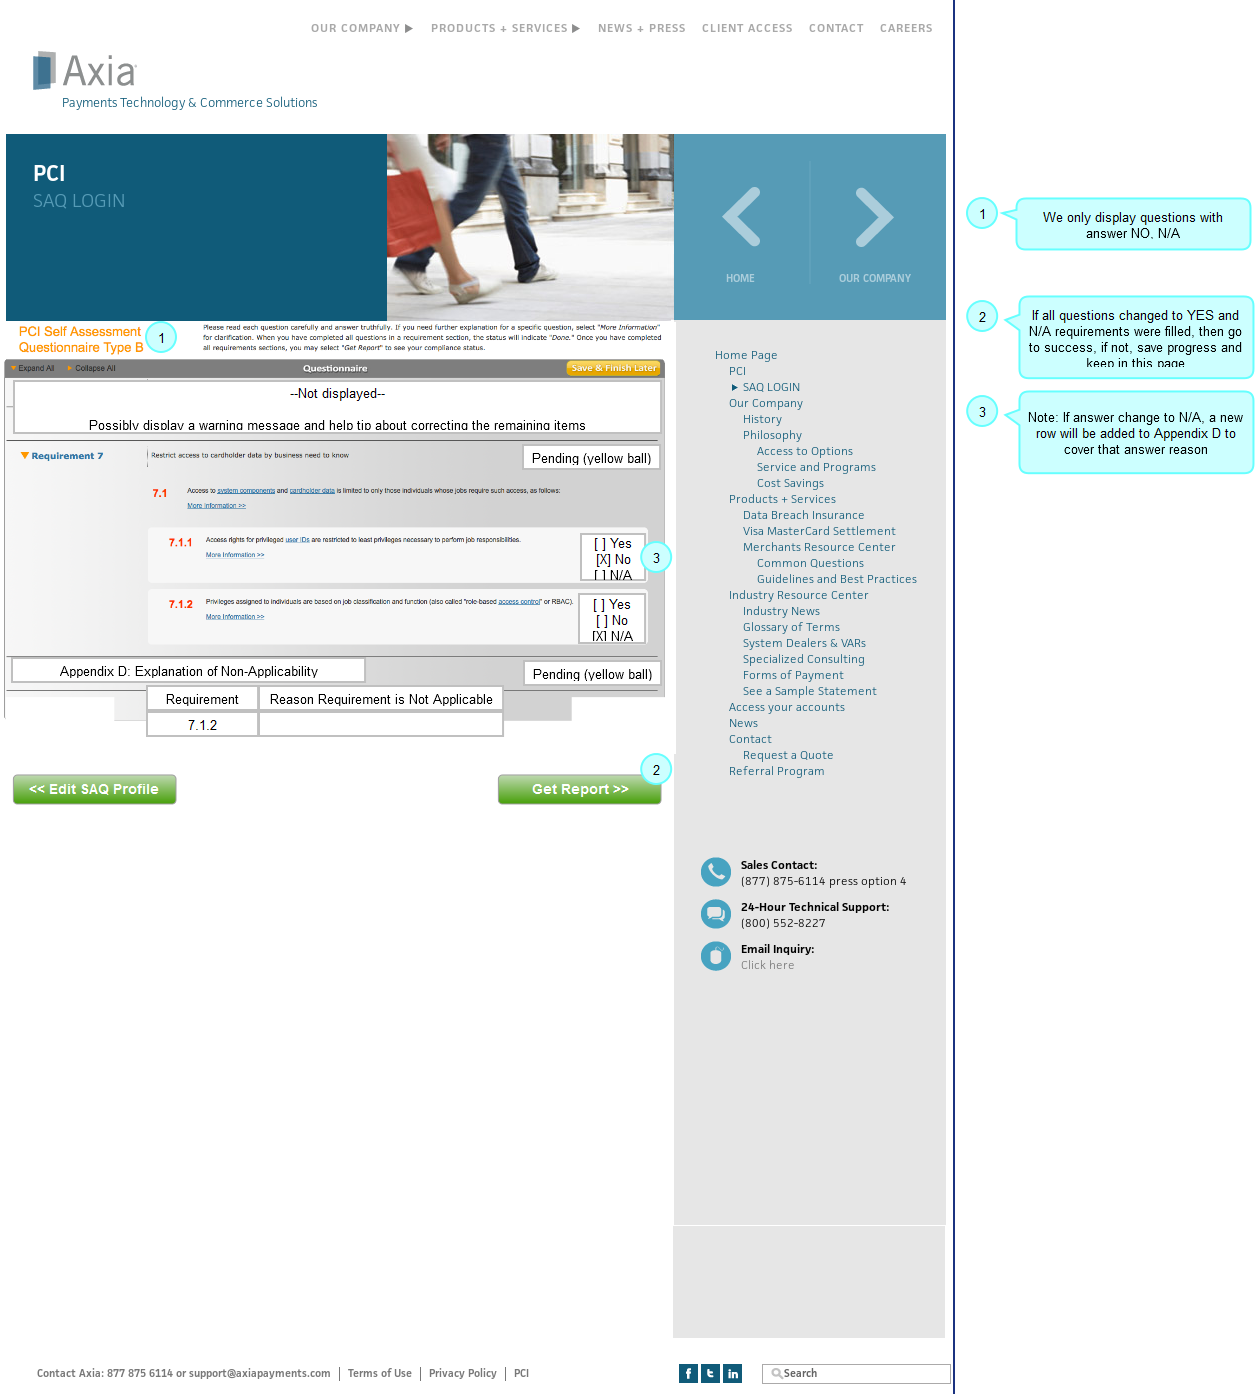 OUR COMPANY
PRODUCTS + SERVICES
NEWS + PRESS
CLIENT ACCESS
CONTACT
CAREERS
Axia
Payments Technology & Commerce Solutions
PCI
SAQ LOGIN
HOME
OUR COMPANY
PCI Self Assessment
Questionnaire Type B
1
Please read each question carefully and answer truthfully. If you need further explanation for a specific question, select "More Information"
for clarification. When you have completed all questions in a requirement section, the status will indicate "Done." Once you have completed
all requirements sections, you may select "Get Report" to see your compliance status.
Expand All
Collapse All
Questionnaire
Save & Finish Later
--Not displayed--
Possibly display a warning message and help tip about correcting the remaining items
Requirement 7
Restrict access to cardholder data by business need to know
Pending (yellow ball)
7.1
Access to system components and cardholder data is limited to only those individuals whose jobs require such access, as follows:
More Information >>
7.1.1
Access rights for privileged user IDs are restricted to least privileges necessary to perform job responsibilities.
More Information >>
[ ] Yes
[X] No
[ ] N/A
3
7.1.2
Privileges assigned to individuals are based on job classification and function (also called "role-based access control" or RBAC).
More Information >>
[ ] Yes
[ ] No
[X] N/A
Appendix D: Explanation of Non-Applicability
Pending (yellow ball)
Requirement
Reason Requirement is Not Applicable
7.1.2
2
<< Edit SAQ Profile
Get Report >>
Home Page
PCI
SAQ LOGIN
Our Company
History
Philosophy
Access to Options
Service and Programs
Cost Savings
Products + Services
Data Breach Insurance
Visa MasterCard Settlement
Merchants Resource Center
Common Questions
Guidelines and Best Practices
Industry Resource Center
Industry News
Glossary of Terms
System Dealers & VARs
Specialized Consulting
Forms of Payment
See a Sample Statement
Access your accounts
News
Contact
Request a Quote
Referral Program
Sales Contact:
(877) 875-6114 press option 4
24-Hour Technical Support:
(800) 552-8227
Email Inquiry:
Click here
1
We only display questions with
answer NO, N/A
2
If all questions changed to YES and
N/A requirements were filled, then go
to success, if not, save progress and
keep in this page
3
Note: If answer change to N/A, a new
row will be added to Appendix D to
cover that answer reason
Contact Axia: 877 875 6114 or support@axiapayments.com
Terms of Use
Privacy Policy
PCI
Search